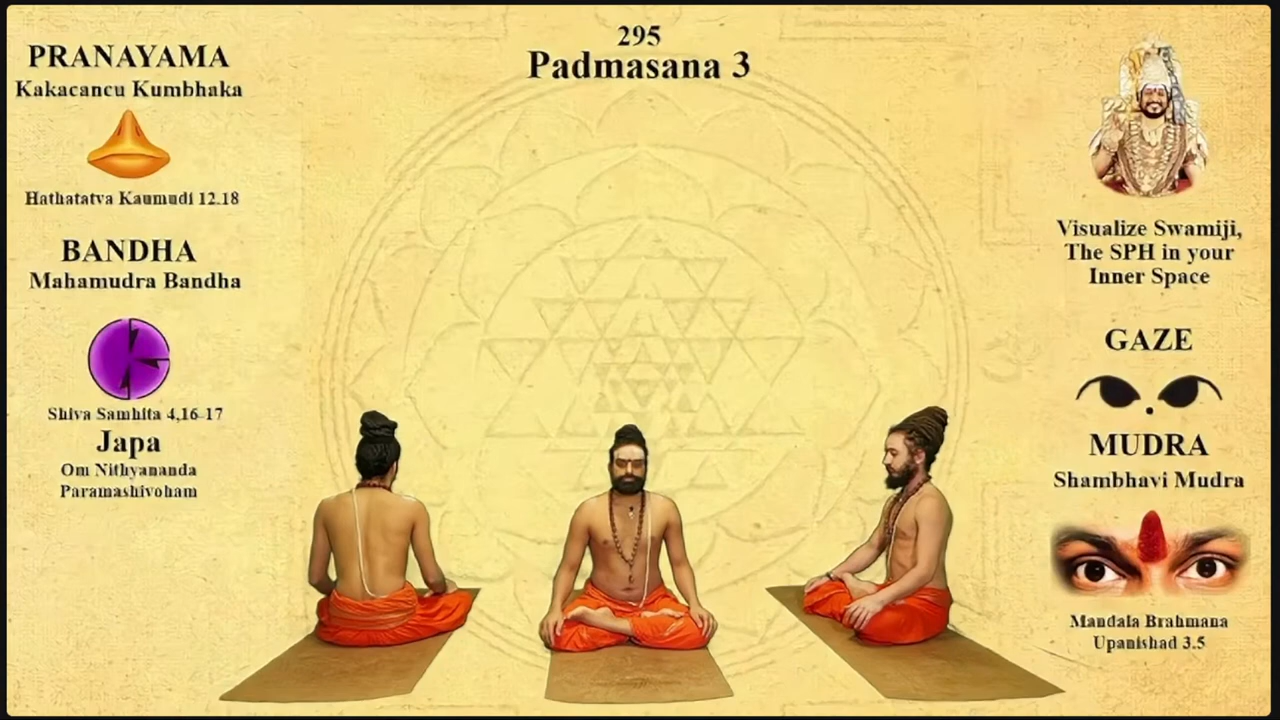 295
Padmasana 3
PRANAYAMA
Kakacancu Kumbhaka
Hathatatva Kaumudi 12.18
BANDHA
Mahamudra Bandha
Shiva Samhita 4,16-17
Japa
Om Nithyananda
Paramashivoham
Visualize Swamiji,
The SPH in your
Inner Space
GAZE
MUDRA
Shambhavi Mudra
Mandala Brahmana
Upanishad 3.5